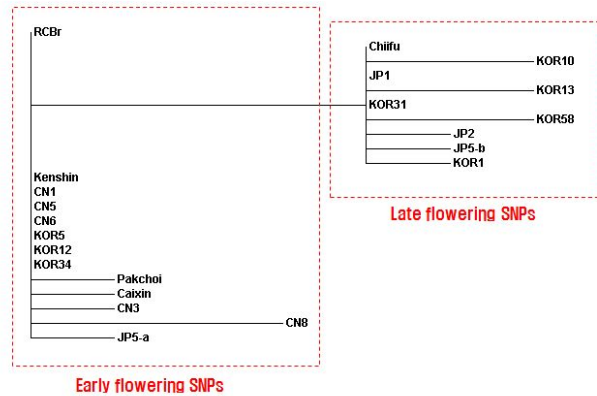 RCBr
Kenshin
CN1
CN5
CN6
KOR5
KOR12
KOR34
Pakchoi
Caixin
CN3
CN8
JP5-a
Early flowering SNPs
Chiifu
KOR10
JP1
KOR13
KOR31
KOR58
JP2
JP5-b
KOR1
Late flowering SNPs